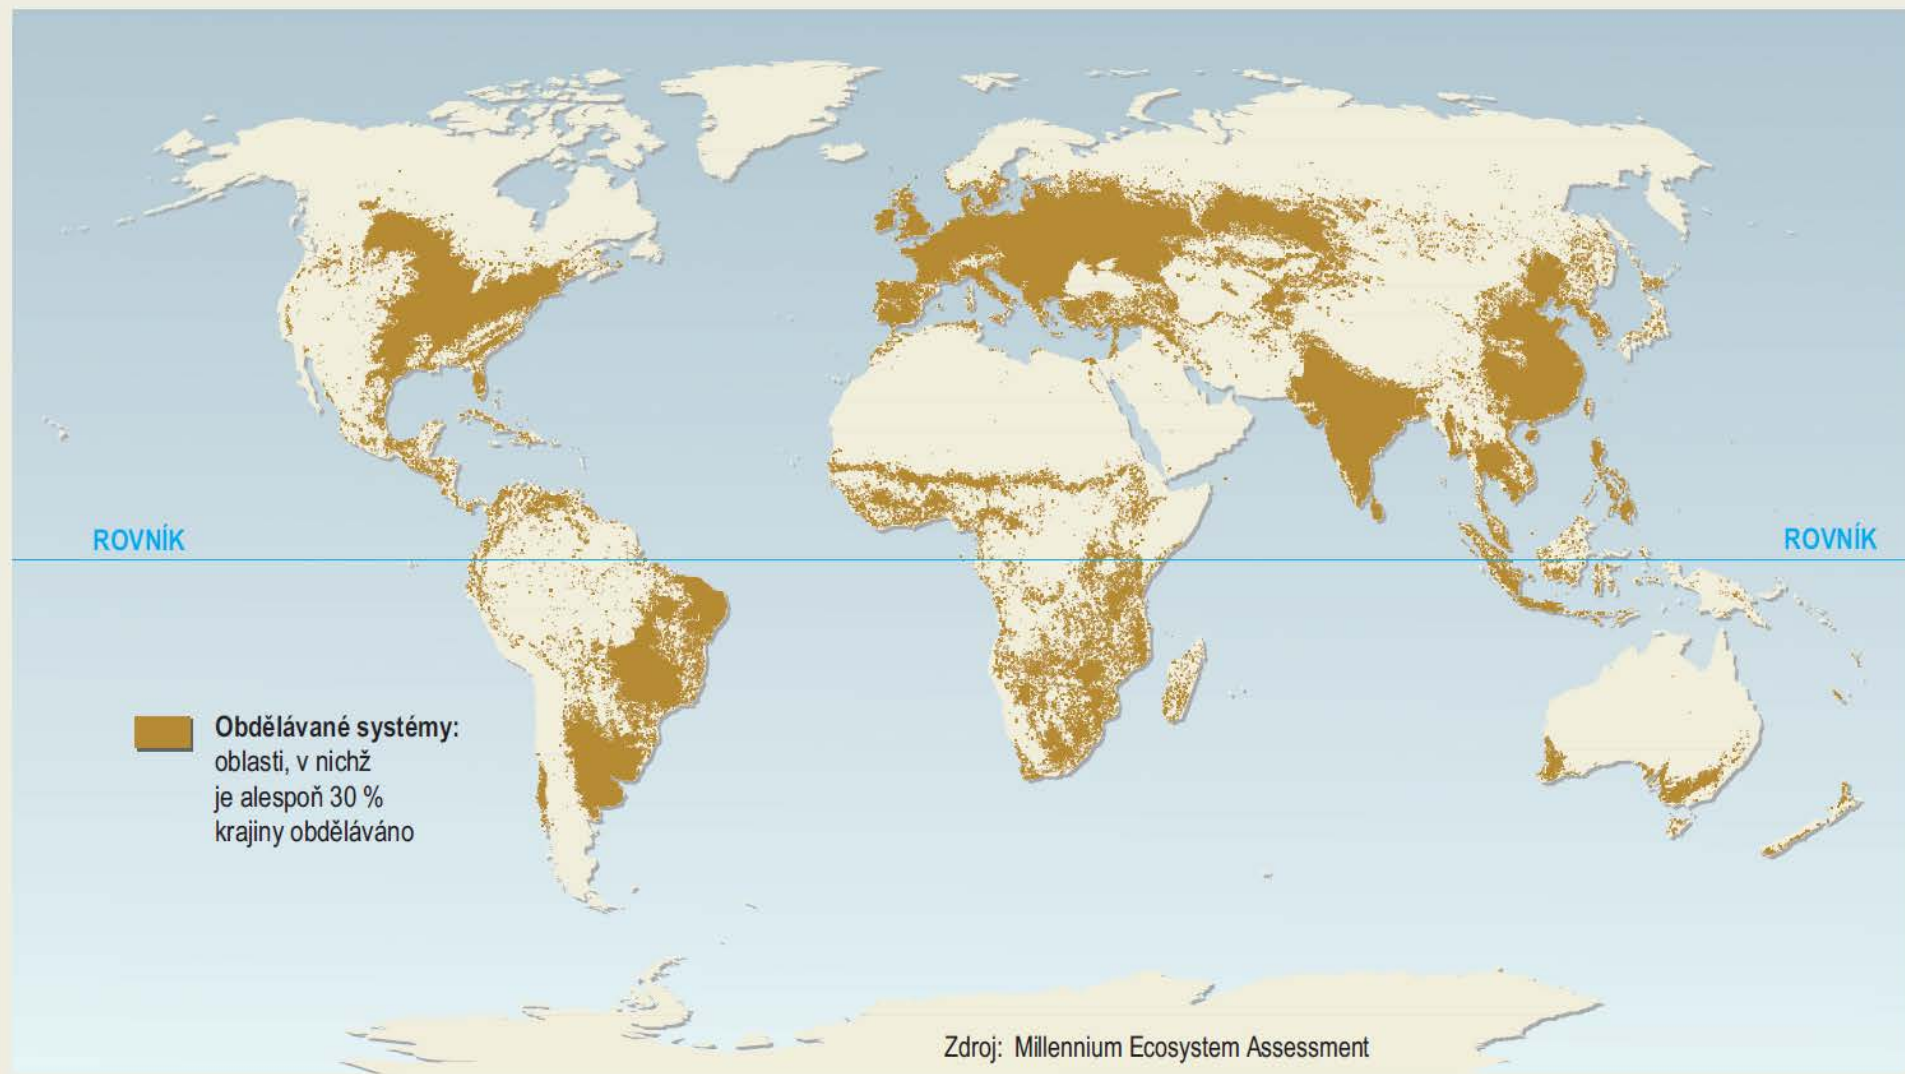 ROVNÍK
ROVNÍK
Obdělávané systémy:
oblasti, v nichž
je alespoň 30 %
krajiny obděláváno
Zdroj: Millennium Ecosystem Assessment